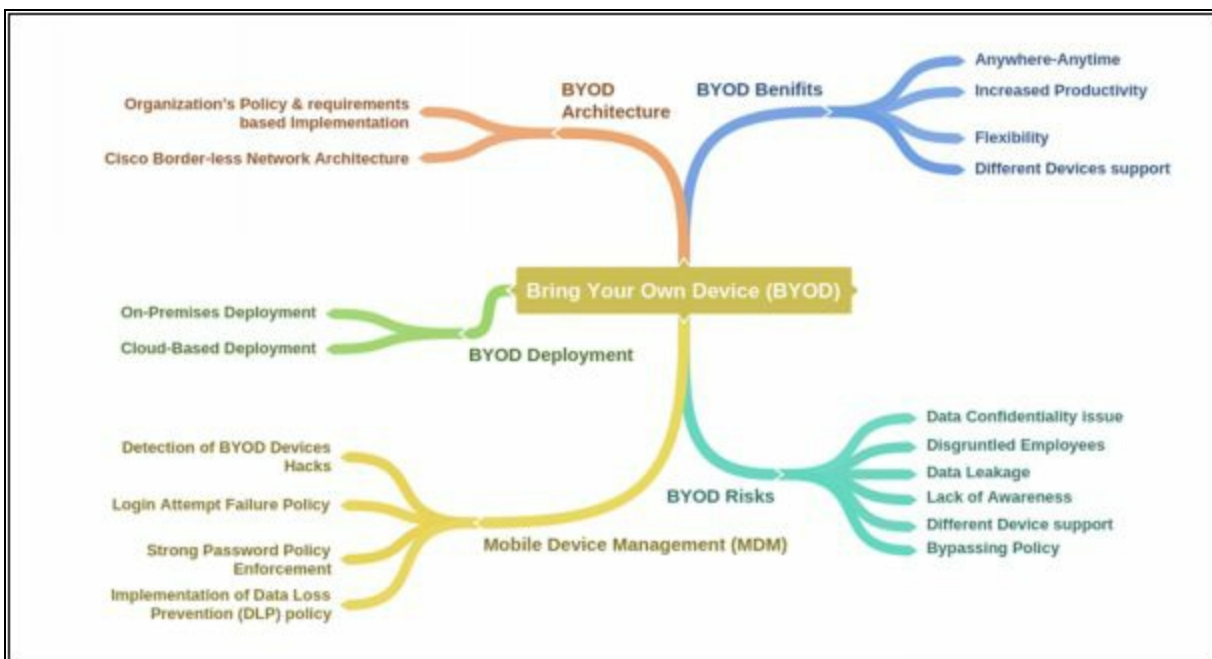 BYOD
Architecture
Organization's Policy & requirements
based Implementation
Cisco Border-less Network Architecture
BYOD Benifits
Anywhere-Anytime
Increased Productivity
Flexibility
Different Devices support
Bring Your Own Device (BYOD)
On-Premises Deployment
Cloud-Based Deployment
BYOD Deployment
Detection of BYOD Devices
Hacks
Login Attempt Failure Policy
Strong Password Policy
Enforcement
Implementation of Data Loss
Prevention (DLP) policy
Mobile Device Management (MDM)
BYOD Risks
Data Confidentiality issue
Disgruntled Employees
Data Leakage
Lack of Awareness
Different Device support
Bypassing Policy